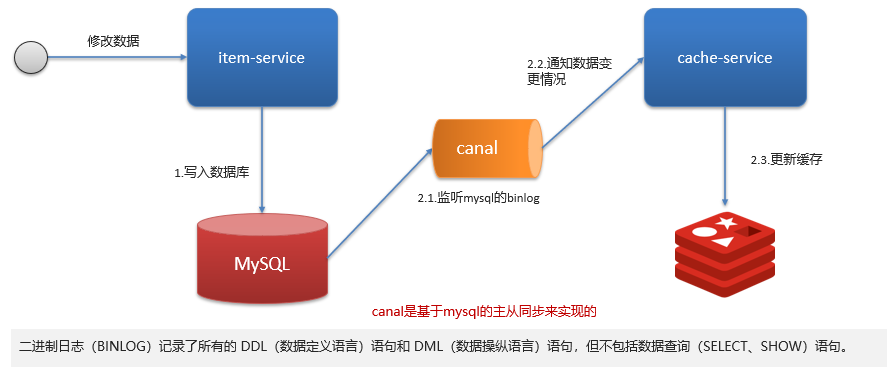 修改数据
item-service
1.写入数据库
MySQL
canal
2.1.监听mysql的binlog
2.2.通知数据变
更情况
cache-service
2.3.更新缓存
canal是基于mysql的主从同步来实现的
二进制日志（BINLOG）记录了所有的 DDL（数据定义语言）语句和 DML（数据操纵语言）语句，但不包括数据查询（SELECT、SHOW）语句。